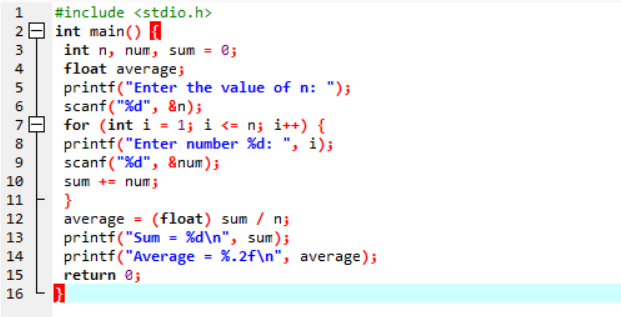 1 #include <stdio.h>
2 int main() {
3 int n, num, sum = 0;
4 float average;
5 printf("Enter the value of n: ");
6 scanf("%d", &n);
7 for (int i = 1; i <= n; i++) {
8 printf("Enter number %d: ", i);
9 scanf("%d", &num);
10 sum += num;
11 }
12 average = (float) sum / n;
13 printf("Sum = %d\n", sum);
14 printf("Average = %.2f\n", average);
15 return 0;
16 }